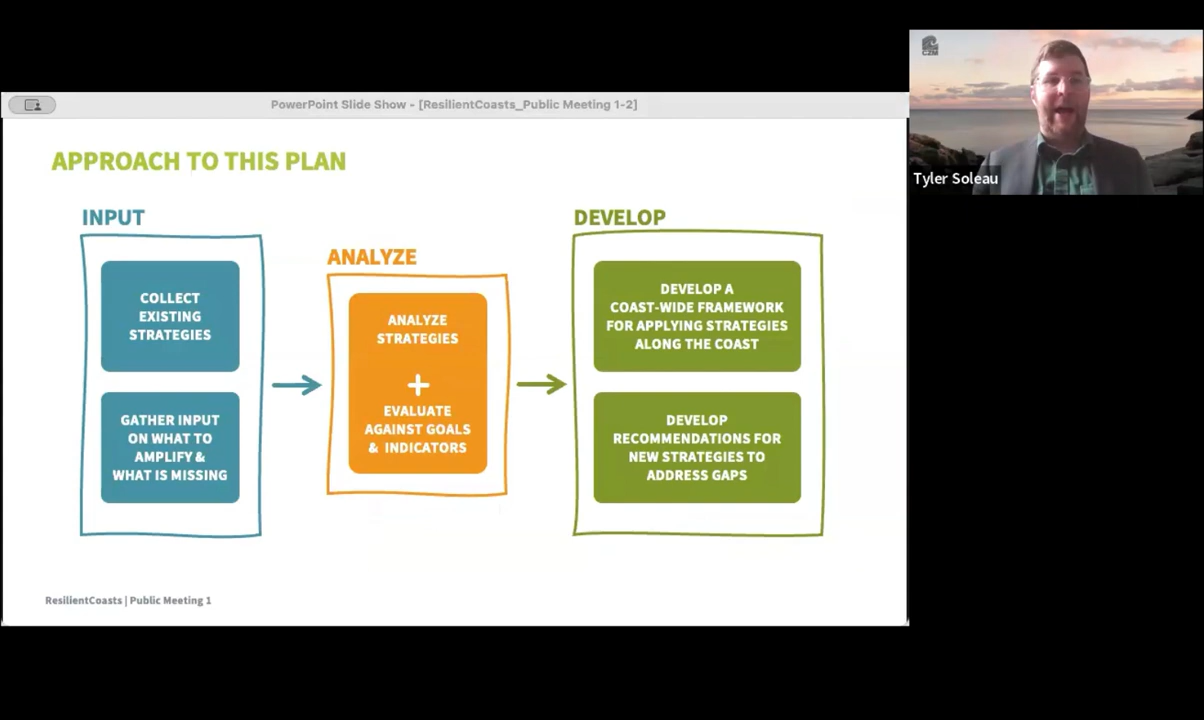 PowerPoint Slide Show - [ResilientCoasts_Public Meeting 1-2]
Tyler Soleau
APPROACH TO THIS PLAN
INPUT
COLLECT
EXISTING
STRATEGIES
GATHER INPUT
ON WHAT TO
AMPLIFY &
WHAT IS MISSING
ANALYZE
ANALYZE
STRATEGIES
+
EVALUATE
AGAINST GOALS
& INDICATORS
DEVELOP
DEVELOP A
COAST-WIDE FRAMEWORK
FOR APPLYING STRATEGIES
ALONG THE COAST
DEVELOP
RECOMMENDATIONS FOR
NEW STRATEGIES TO
ADDRESS GAPS
ResilientCoasts | Public Meeting 1